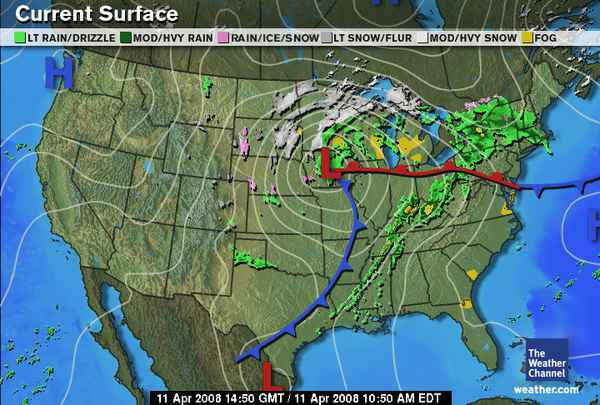 Current Surface
LT RAIN/DRIZZLE MOD/HVY RAIN RAIN/ICE/SNOW LT SNOW/FLUR MOD/HVY SNOW FOG
H
H
L
H
L
The
Weather
Channel
weather.com
11 Apr 2008 14:50 GMT / 11 Apr 2008 10:50 AM EDT